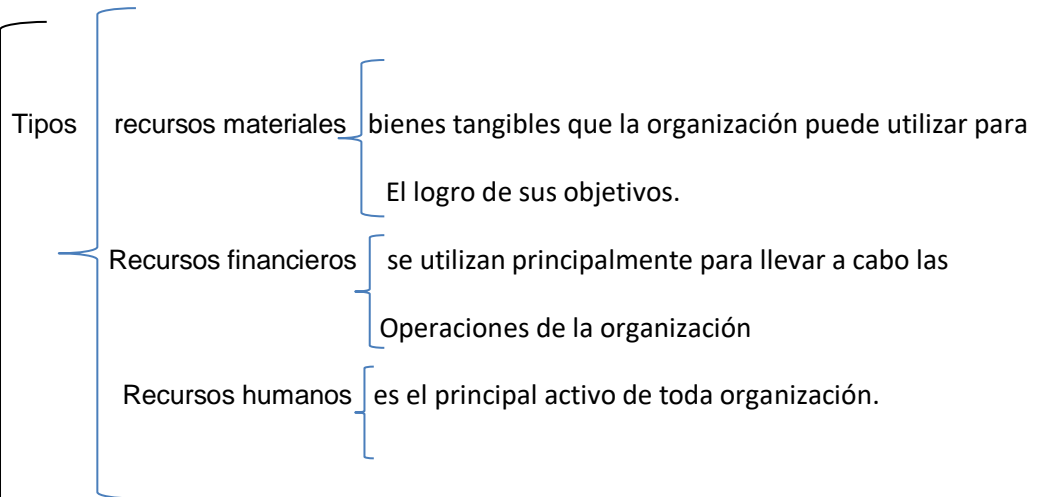 Tipos recursos materiales bienes tangibles que la organización puede utilizar para
El logro de sus objetivos.
Recursos financieros se utilizan principalmente para llevar a cabo las
Operaciones de la organización
Recursos humanos es el principal activo de toda organización.